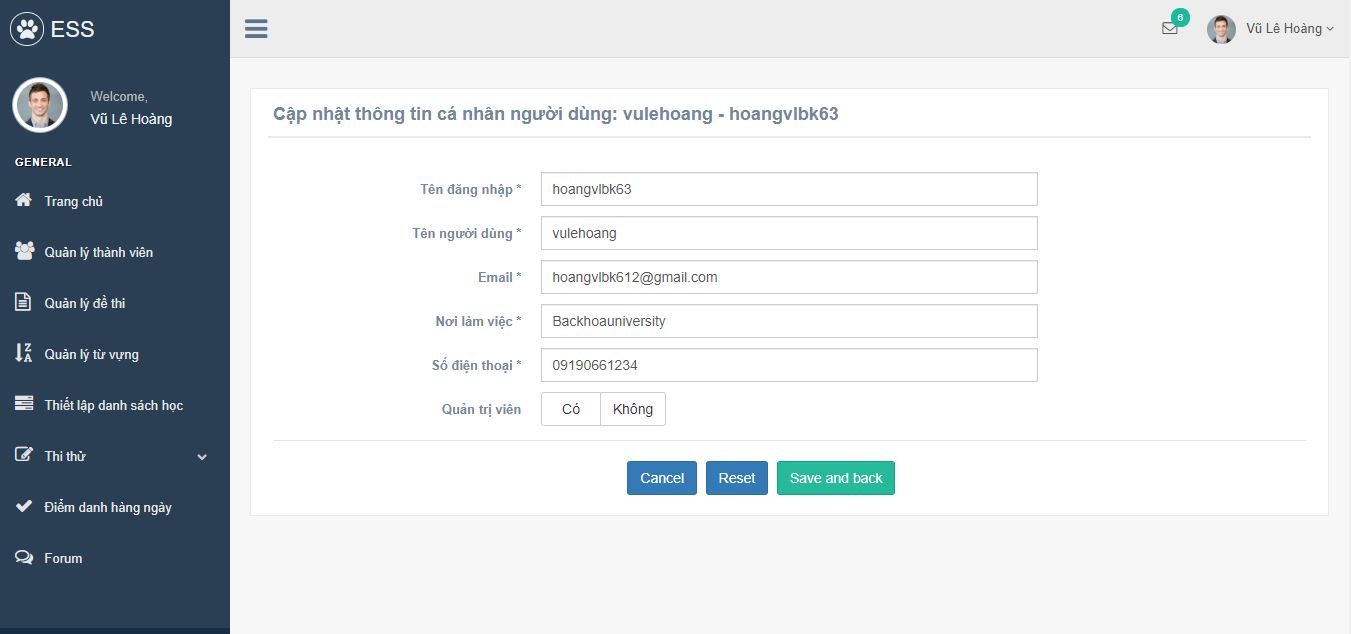 ESS
6
Vũ Lê Hoàng
Welcome,
Vũ Lê Hoàng
GENERAL
Trang chủ
Quản lý thành viên
Quản lý đề thi
Quản lý từ vựng
Thiết lập danh sách học
Thi thử
Điểm danh hàng ngày
Forum
Cập nhật thông tin cá nhân người dùng: vulehoang - hoangvlbk63
Tên đăng nhập * hoangvlbk63
Tên người dùng * vulehoang
Email * hoangvlbk612@gmail.com
Nơi làm việc * Backhoauniversity
Số điện thoại * 09190661234
Quản trị viên Có Không
Cancel Reset Save and back